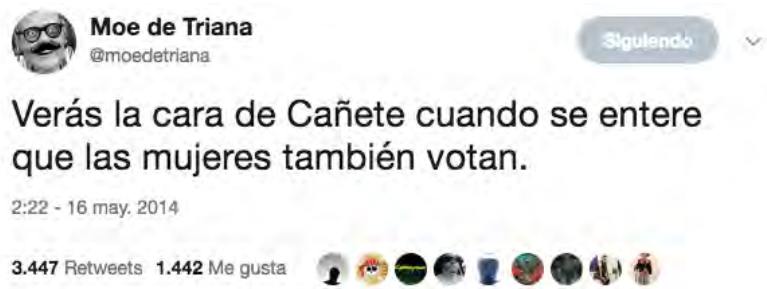 Moe de Triana
@moedetriana
Siguiendo
Verás la cara de Cañete cuando se entere
que las mujeres también votan.
2:22 - 16 may. 2014
3.447 Retweets 1.442 Me gusta